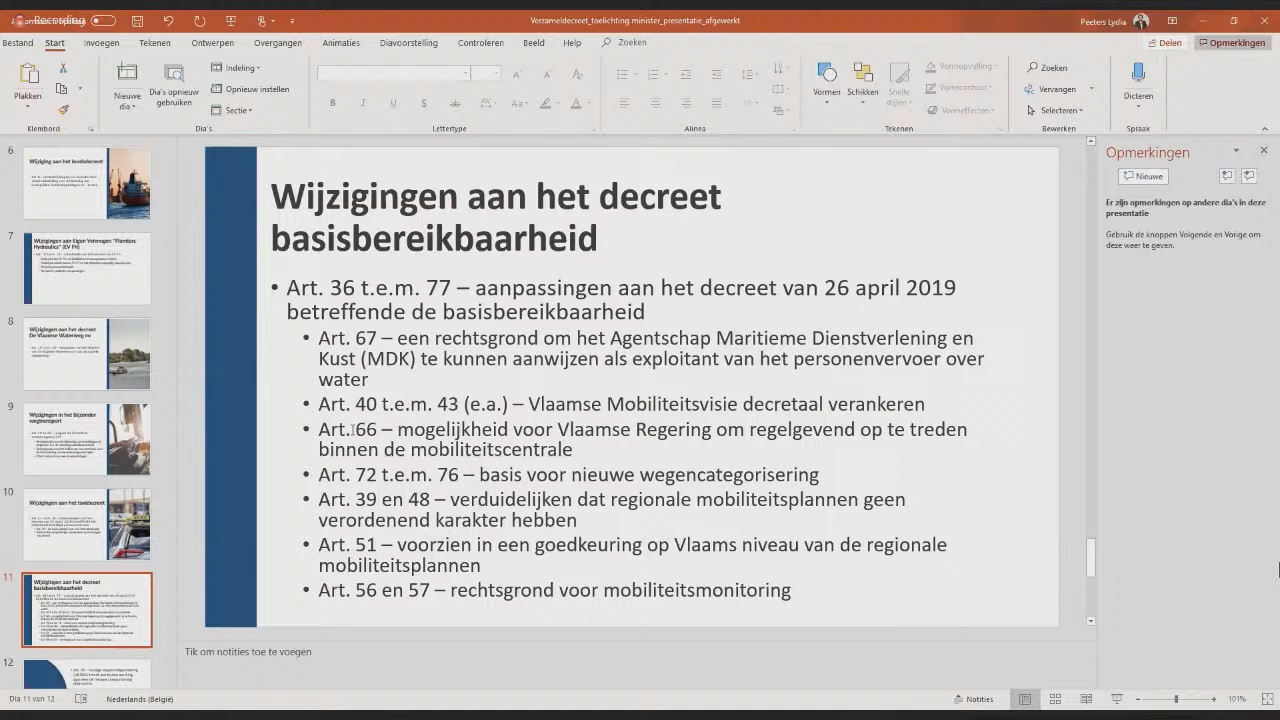 Recording
Verzameldecreet_toelichting minister_presentatie_afgewerkt
Peeters Lydia
Bestand Start Invoegen Tekenen Ontwerpen Overgangen Animaties Diavoorstelling Controleren Beeld Help Zoeken
Delen Opmerkingen
Plakken
Klembord
Nieuwe dia
Dia's opnieuw gebruiken
Indeling
Opnieuw instellen
Sectie
Dia's
Lettertype
Alinea
Vormen
Schikken
Snelle stijlen
Vormopvulling
Vormcontour
Vormeffecten
Tekenen
Zoeken
Vervangen
Selecteren
Bewerken
Dicteren
Spraak
6
Wijziging aan het loodsdecreet
7
Wijzigingen aan Eigen Vermogen "Flanders
Hydraulics" (EV FH)
8
Wijzigingen aan het decreet
De Vlaamse Waterweg nv
9
Wijzigingen in het bijzonder
wegtransport
10
Wijzigingen aan het taxidecreet
11
Wijzigingen aan het decreet
basisbereikbaarheid
12
Wijzigingen aan het decreet
basisbereikbaarheid
• Art. 36 t.e.m. 77 – aanpassingen aan het decreet van 26 april 2019
betreffende de basisbereikbaarheid
• Art. 67 – een rechtsgrond om het Agentschap Maritieme Dienstverlening en
Kust (MDK) te kunnen aanwijzen als exploitant van het personenvervoer over
water
• Art. 40 t.e.m. 43 (e.a.) – Vlaamse Mobiliteitsvisie decretaal verankeren
• Art. 66 – mogelijkheid voor Vlaamse Regering om regelgevend op te treden
binnen de mobiliteitscentrale
• Art. 72 t.e.m. 76 – basis voor nieuwe wegencategorisering
• Art. 39 en 48 – verduidelijken dat regionale mobiliteitsplannen geen
verordenend karakter hebben
• Art. 51 – voorzien in een goedkeuring op Vlaams niveau van de regionale
mobiliteitsplannen
• Art. 56 en 57 – rechtsgrond voor mobiliteitsmonitoring
Opmerkingen
Nieuwe
Er zijn opmerkingen op andere dia's in deze
presentatie
Gebruik de knoppen Volgende en Vorige om
deze weer te geven.
Tik om notities toe te voegen
Dia 11 van 12 Nederlands (België) Notities 101%